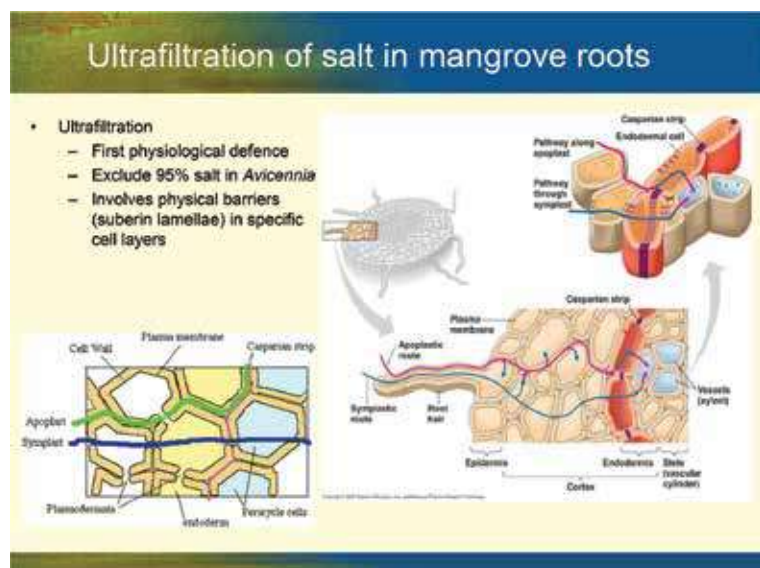 Ultrafiltration of salt in mangrove roots
• Ultrafiltration
– First physiological defence
– Exclude 95% salt in Avicennia
– Involves physical barriers
(suberin lamellae) in specific
cell layers
Casparian strip
Endodermal cell
Pathway along
apoplast
Pathway
through
symplast
Casparian strip
Plasma
membrane
Apoplastic
route
Symplastic
route
Root
hair
Vessels
(xylem)
Epidermis
Endodermis
Stele
(vascular
cylinder)
Cortex
Plasma membrane
Cell Wall
Casparian strip
Apoplast
Symplast
Plasmodesmata
endoderm
Pericycle cells